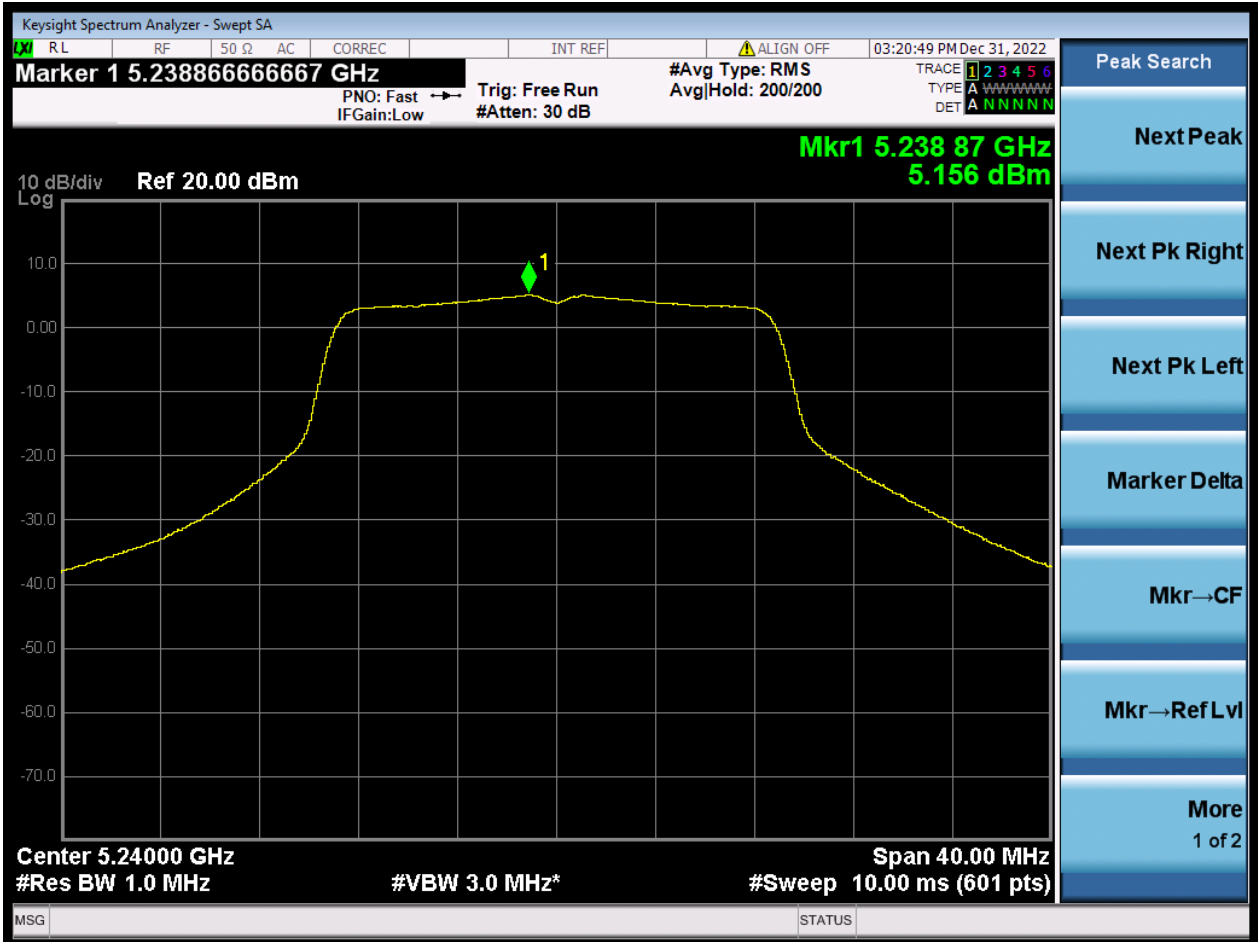 Keysight Spectrum Analyzer - Swept SA
LXI RL RF 50 Ω AC CORREC INT REF ALIGN OFF 03:20:49 PM Dec 31, 2022
Marker 1 5.238866666667 GHz
PNO: Fast
IFGain:Low
Trig: Free Run
#Atten: 30 dB
#Avg Type: RMS
Avg|Hold: 200/200
TRACE 1 2 3 4 5 6
TYPE A WWWWW
DET A N N N N N
Peak Search
Next Peak
Next Pk Right
Next Pk Left
Marker Delta
Mkr→CF
Mkr→Ref Lvl
More
1 of 2
Mkr1 5.238 87 GHz
5.156 dBm
10 dB/div Ref 20.00 dBm
Log
1
10.0
0.00
-10.0
-20.0
-30.0
-40.0
-50.0
-60.0
-70.0
Center 5.24000 GHz Span 40.00 MHz
#Res BW 1.0 MHz #VBW 3.0 MHz* #Sweep 10.00 ms (601 pts)
MSG STATUS